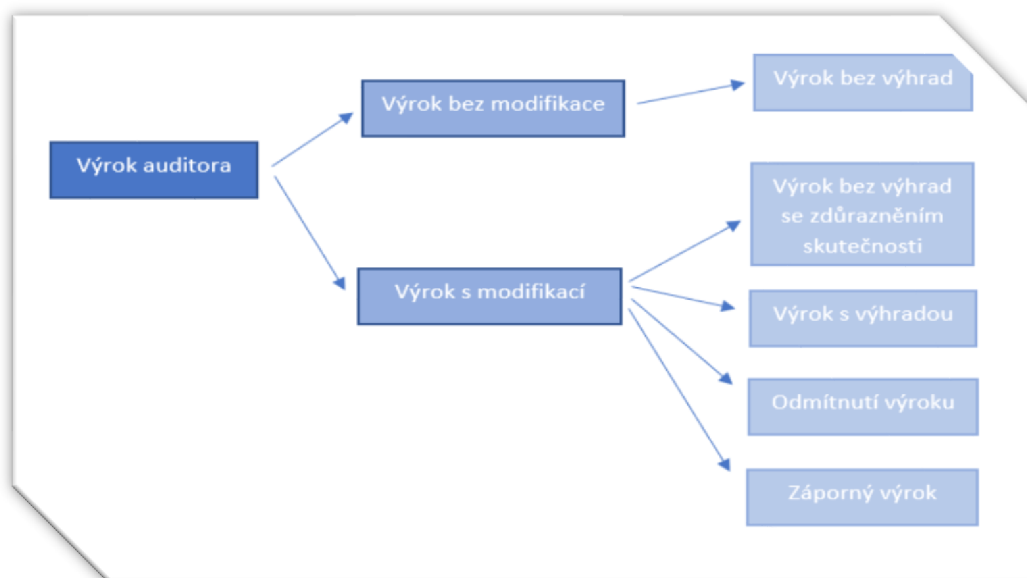 Výrok auditora
Výrok bez modifikace
Výrok s modifikací
Výrok bez výhrad
Výrok bez výhrad
se zdůrazněním
skutečnosti
Výrok s výhradou
Odmítnutí výroku
Záporný výrok